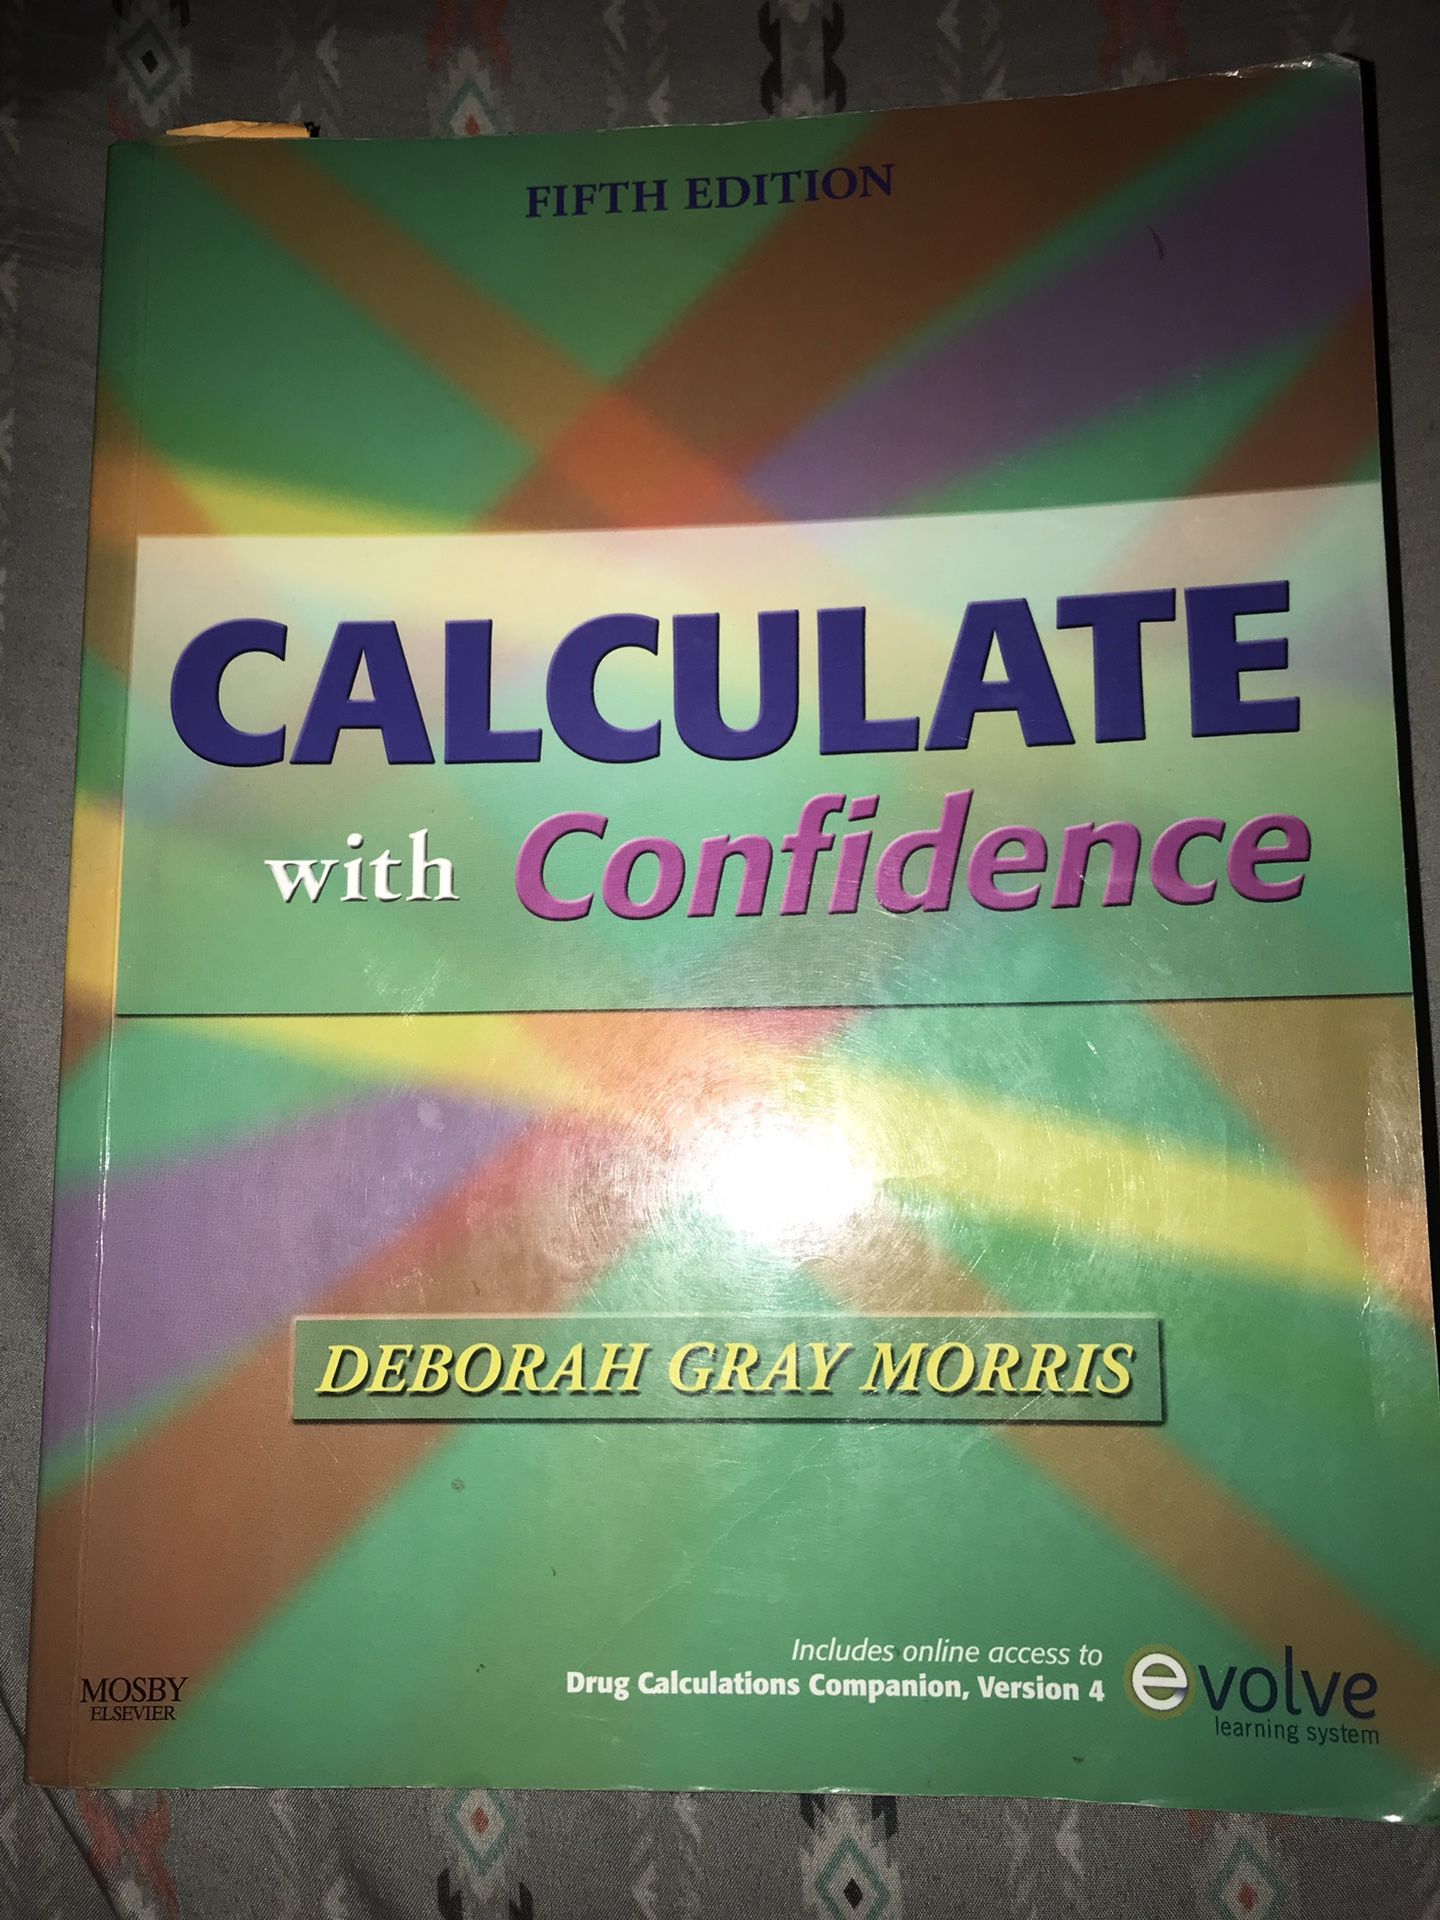 FIFTH EDITION
CALCULATE
with Confidence
DEBORAH GRAY MORRIS
Includes online access to
Drug Calculations Companion, Version 4
evolve
learning system
MOSBY
ELSEVIER